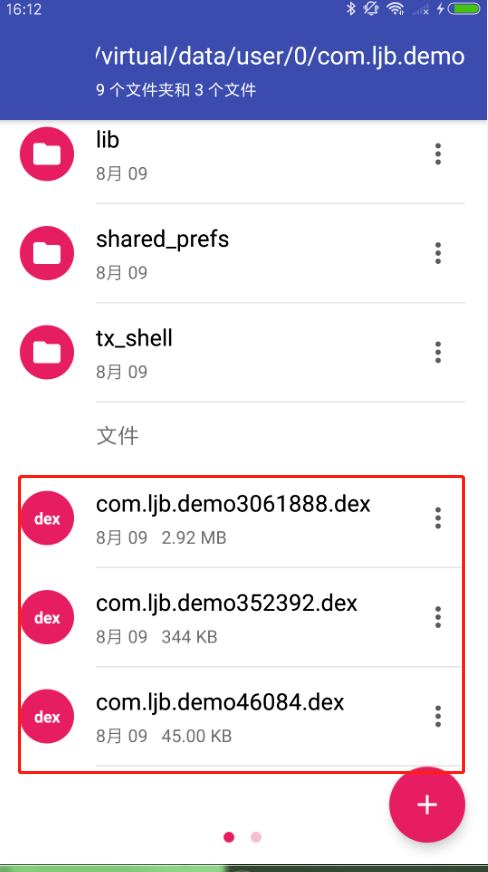 16:12
/virtual/data/user/0/com.ljb.demo
9 个文件夹和 3 个文件
lib
8月 09
shared_prefs
8月 09
tx_shell
8月 09
文件
dex
com.ljb.demo3061888.dex
8月 09 2.92 MB
dex
com.ljb.demo352392.dex
8月 09 344 KB
dex
com.ljb.demo46084.dex
8月 09 45.00 KB